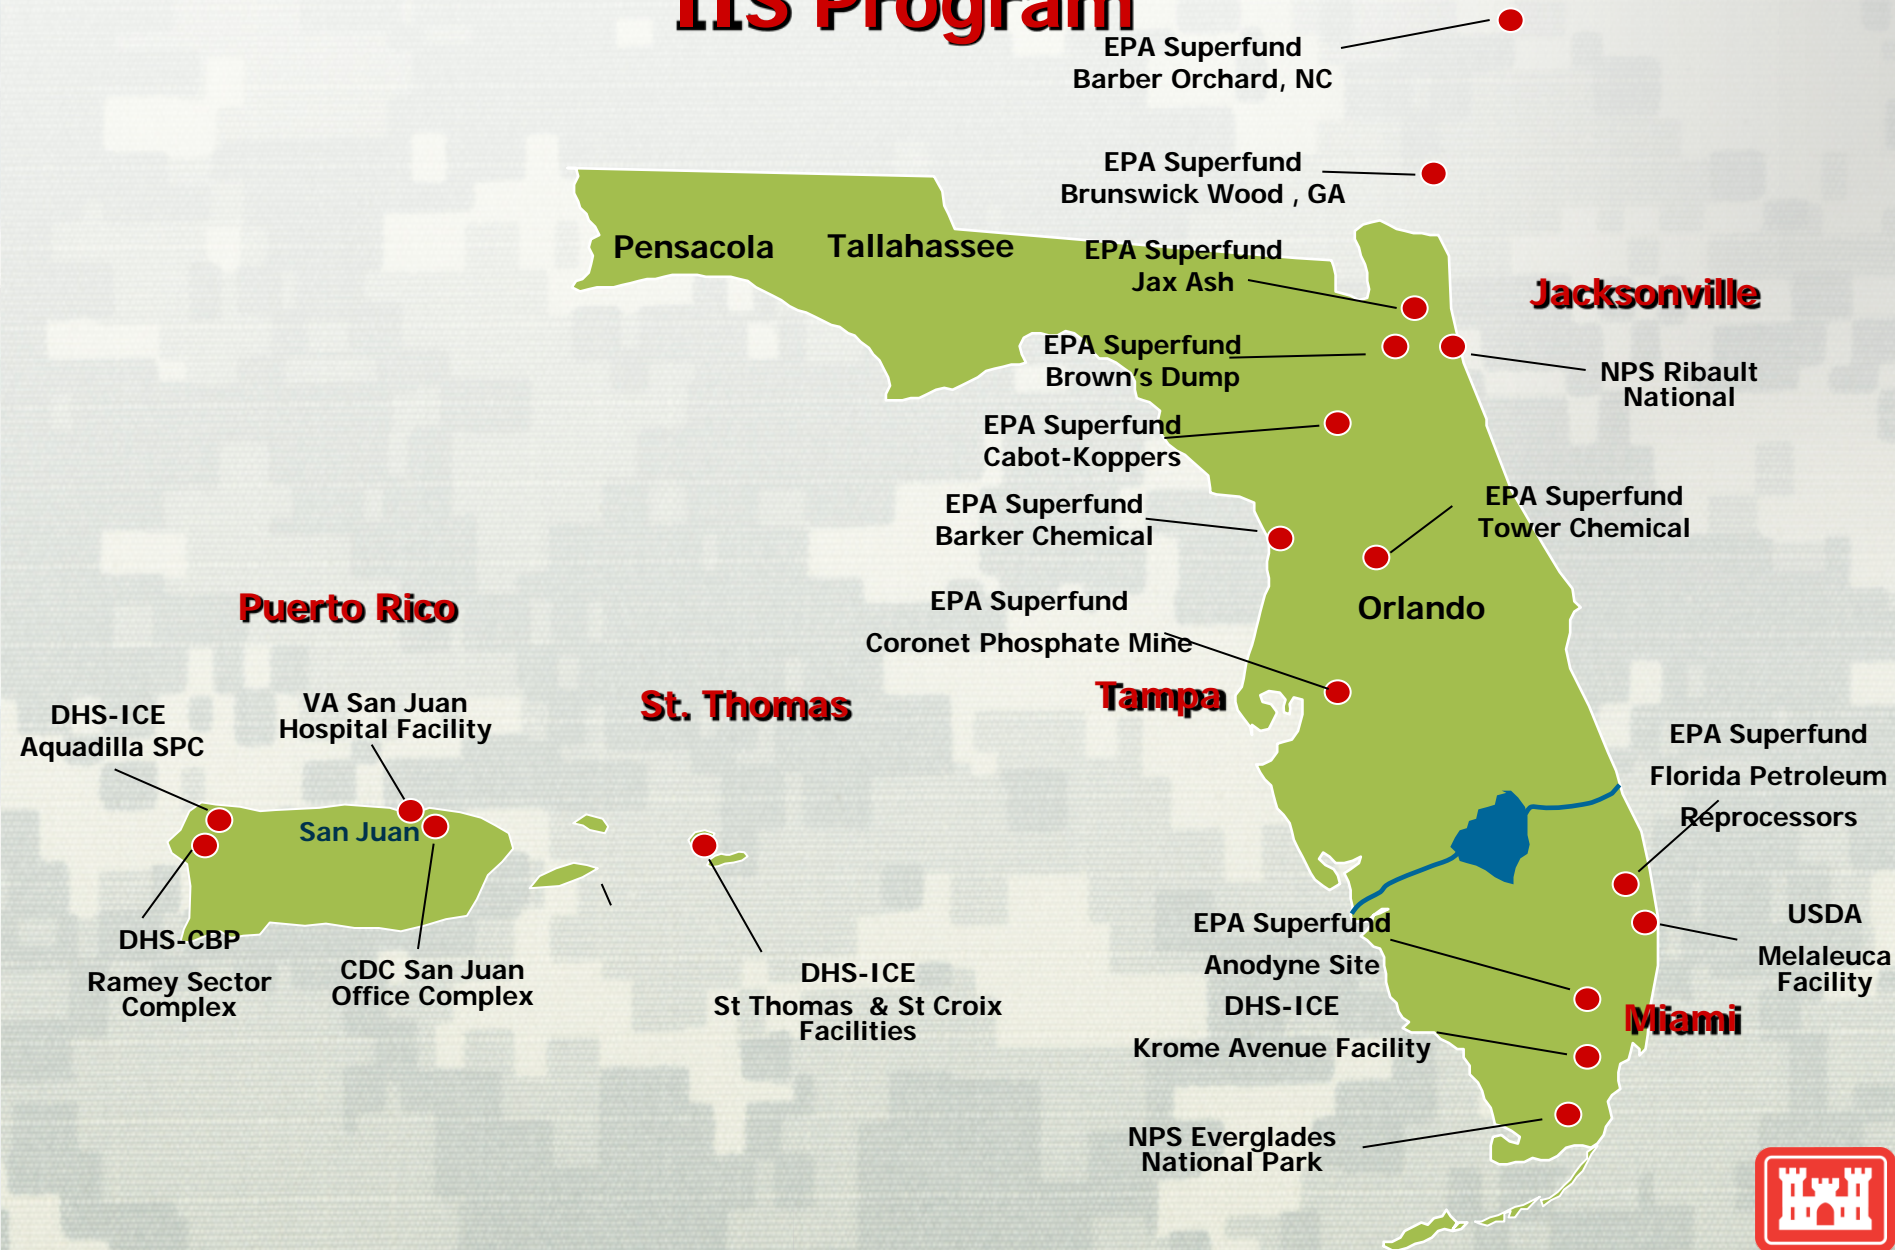 IIS Program
EPA Superfund
Barber Orchard, NC
EPA Superfund
Brunswick Wood , GA
Pensacola
Tallahassee
EPA Superfund
Jax Ash
Jacksonville
EPA Superfund
Brown's Dump
NPS Ribault
National
EPA Superfund
Cabot-Koppers
EPA Superfund
Barker Chemical
EPA Superfund
Tower Chemical
Orlando
EPA Superfund
Coronet Phosphate Mine
Tampa
Puerto Rico
St. Thomas
DHS-ICE
Aquadilla SPC
VA San Juan
Hospital Facility
San Juan
DHS-CBP
Ramey Sector
Complex
CDC San Juan
Office Complex
DHS-ICE
St Thomas & St Croix
Facilities
EPA Superfund
Florida Petroleum
Reprocessors
USDA
Melaleuca
Facility
EPA Superfund
Anodyne Site
Miami
DHS-ICE
Krome Avenue Facility
NPS Everglades
National Park